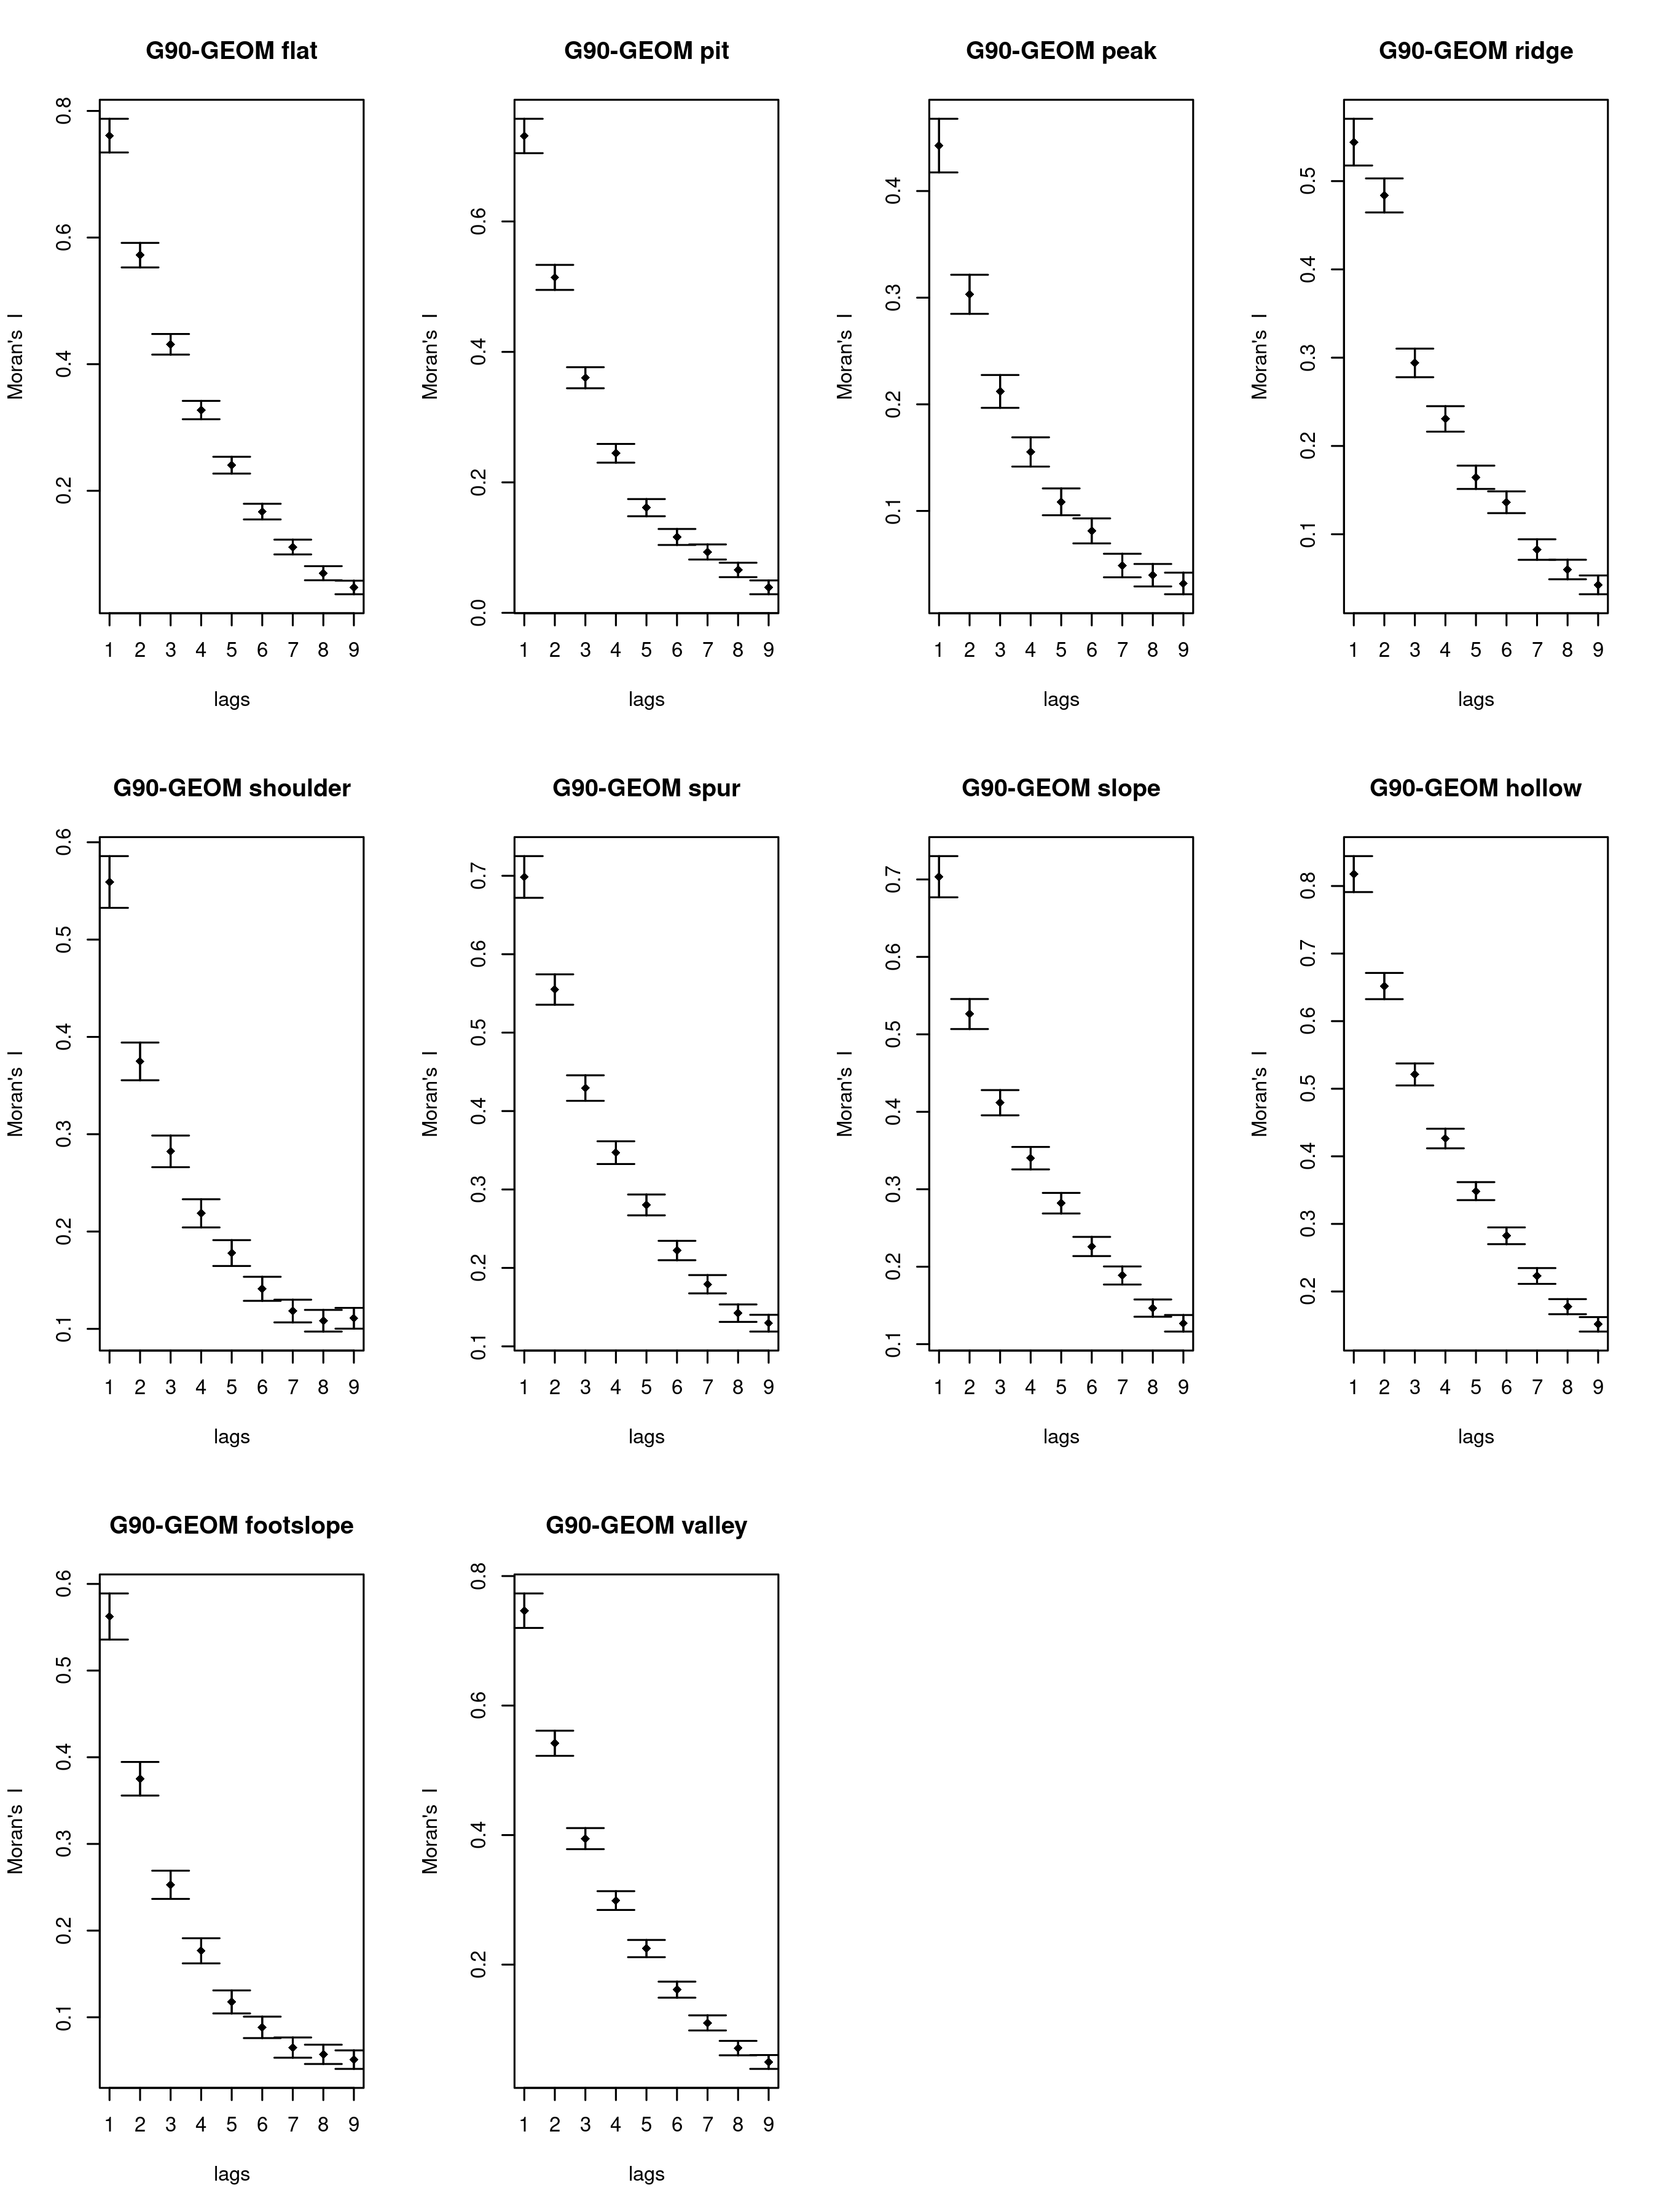 G90-GEOM flat
G90-GEOM pit
G90-GEOM peak
G90-GEOM ridge
Moran's I
0.2 0.4 0.6 0.8
1 2 3 4 5 6 7 8 9
lags
Moran's I
0.0 0.2 0.4 0.6
1 2 3 4 5 6 7 8 9
lags
Moran's I
0.1 0.2 0.3 0.4
1 2 3 4 5 6 7 8 9
lags
Moran's I
0.1 0.2 0.3 0.4 0.5
1 2 3 4 5 6 7 8 9
lags
G90-GEOM shoulder
G90-GEOM spur
G90-GEOM slope
G90-GEOM hollow
Moran's I
0.1 0.2 0.3 0.4 0.5 0.6
1 2 3 4 5 6 7 8 9
lags
Moran's I
0.1 0.2 0.3 0.4 0.5 0.6 0.7
1 2 3 4 5 6 7 8 9
lags
Moran's I
0.1 0.2 0.3 0.4 0.5 0.6 0.7
1 2 3 4 5 6 7 8 9
lags
Moran's I
0.2 0.3 0.4 0.5 0.6 0.7 0.8
1 2 3 4 5 6 7 8 9
lags
G90-GEOM footslope
G90-GEOM valley
Moran's I
0.1 0.2 0.3 0.4 0.5 0.6
1 2 3 4 5 6 7 8 9
lags
Moran's I
0.2 0.4 0.6 0.8
1 2 3 4 5 6 7 8 9
lags